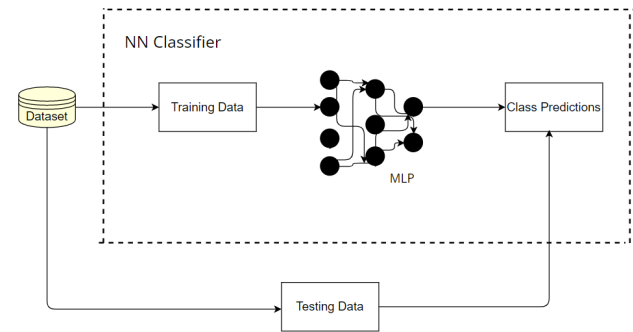 NN Classifier
Dataset
Training Data
Class Predictions
MLP
Testing Data